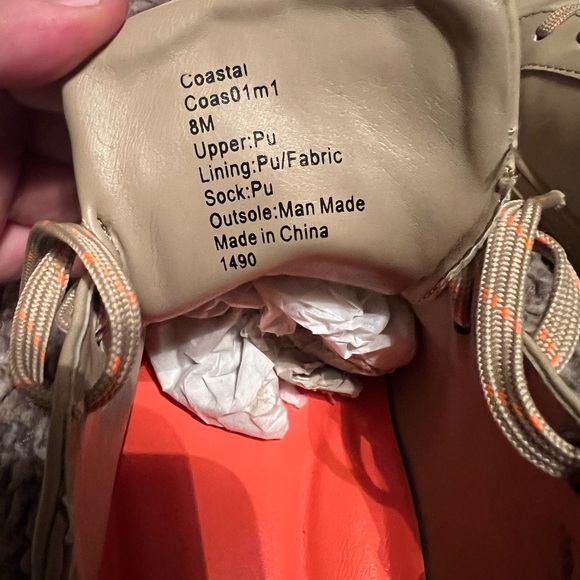 Coastal
Coas01m1
8M
Upper:Pu
Lining:Pu/Fabric
Sock:Pu
Outsole:Man Made
Made in China
1490